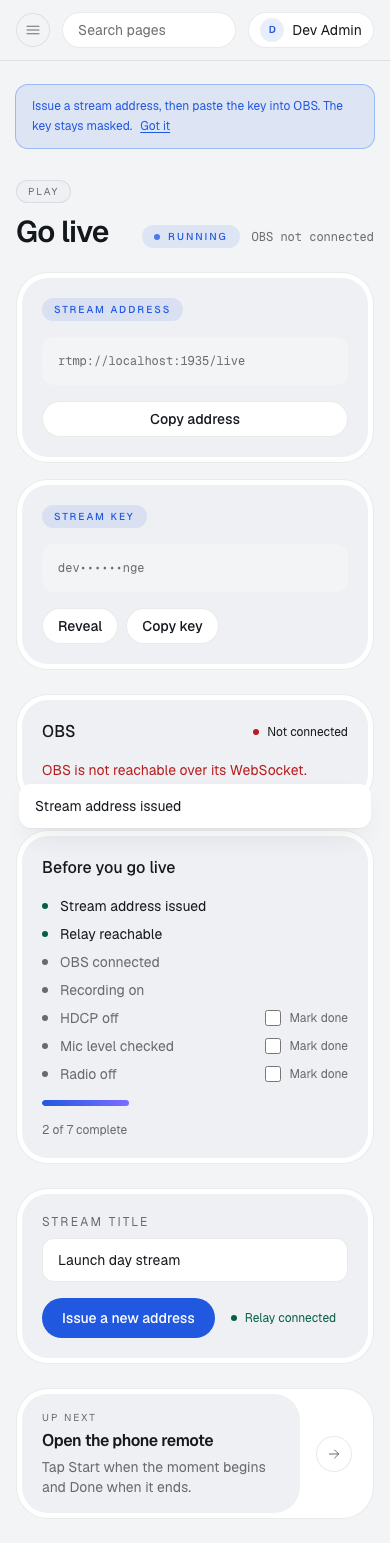 Search pages
D
Dev Admin
Issue a stream address, then paste the key into OBS. The
key stays masked. Got it
PLAY
Go live
RUNNING
OBS not connected
STREAM ADDRESS
rtmp://localhost:1935/live
Copy address
STREAM KEY
dev••••••nge
Reveal
Copy key
OBS
Not connected
OBS is not reachable over its WebSocket.
Stream address issued
Before you go live
Stream address issued
Relay reachable
OBS connected
Recording on
HDCP off
Mark done
Mic level checked
Mark done
Radio off
Mark done
2 of 7 complete
STREAM TITLE
Launch day stream
Issue a new address
Relay connected
UP NEXT
Open the phone remote
Tap Start when the moment begins
and Done when it ends.